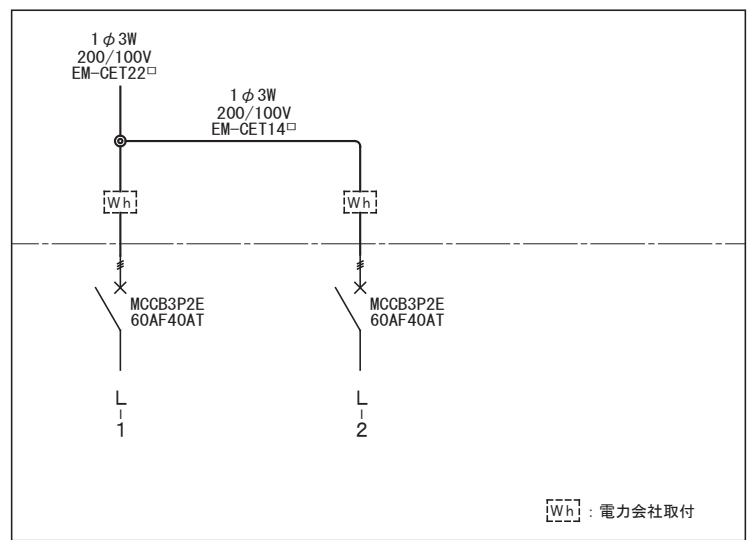 1φ3W
200/100V
EM-CET22□
1φ3W
200/100V
EM-CET14□
Wh
Wh
MCCB3P2E
60AF40AT
MCCB3P2E
60AF40AT
L
|
1
L
|
2
Wh：電力会社取付